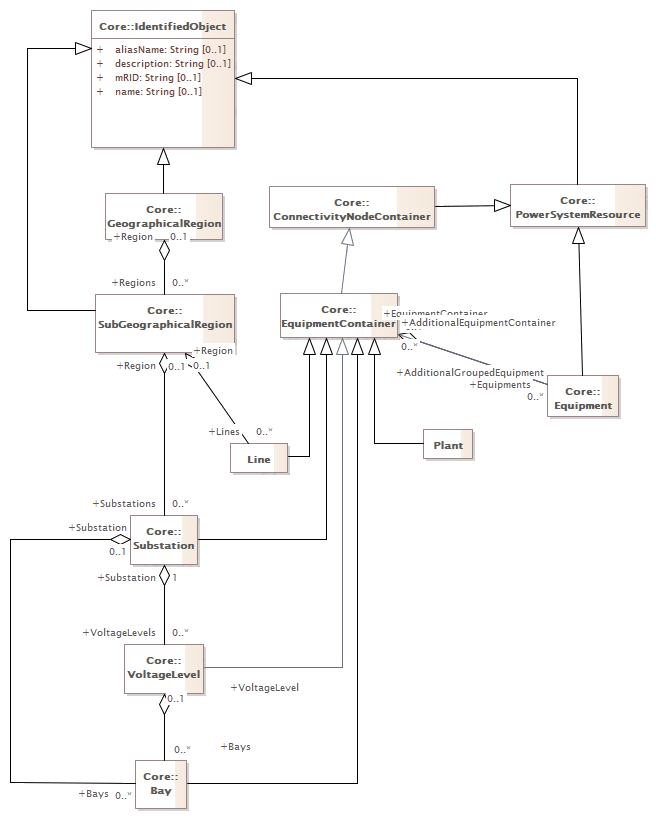 Core::IdentifiedObject
+ aliasName: String [0..1]
+ description: String [0..1]
+ mRID: String [0..1]
+ name: String [0..1]
Core::
GeographicalRegion
+Region 0..1
Core::
ConnectivityNodeContainer
Core::
PowerSystemResource
+Regions 0..*
Core::
SubGeographicalRegion
Core::
EquipmentContainer
+EquipmentContainer
+AdditionalEquipmentContainer
0..*
+Region
0..1
+Region 0..1
+AdditionalGroupedEquipment
+Equipments
0..*
Core::
Equipment
+Lines 0..*
Line
Plant
+Substations 0..*
+Substation
0..1
Core::
Substation
+Substation 1
+VoltageLevels 0..*
Core::
VoltageLevel
+VoltageLevel
0..1
0..*
+Bays
Core::
Bay
+Bays 0..*